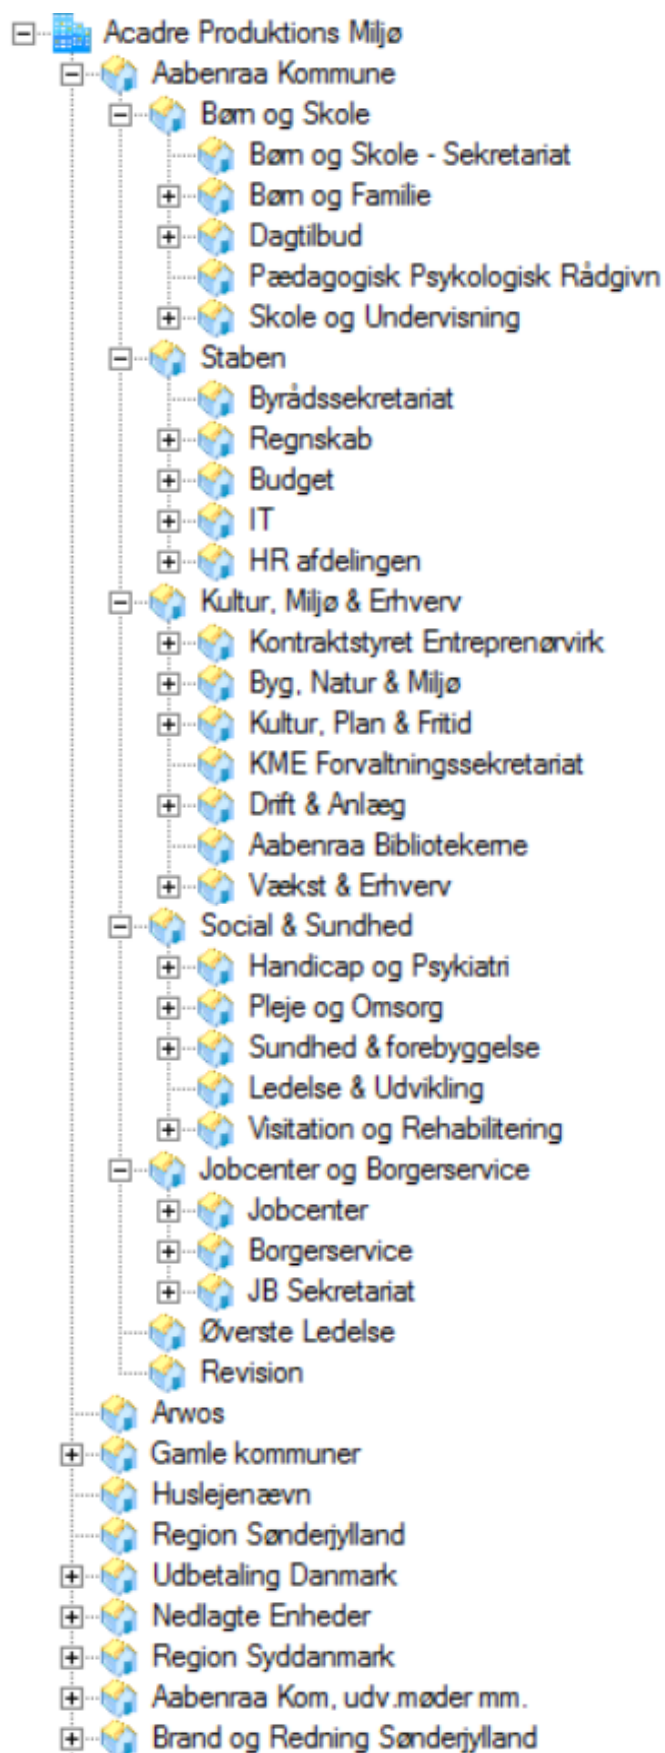 Acadre Produktions Miljø
Aabenraa Kommune
Børn og Skole
Børn og Skole - Sekretariat
Børn og Familie
Dagtilbud
Pædagogisk Psykologisk Rådgivn
Skole og Undervisning
Staben
Byrådssekretariat
Regnskab
Budget
IT
HR afdelingen
Kultur, Miljø & Erhverv
Kontraktstyret Entreprenørvirk
Byg, Natur & Miljø
Kultur, Plan & Fritid
KME Forvaltningssekretariat
Drift & Anlæg
Aabenraa Bibliotekerne
Vækst & Erhverv
Social & Sundhed
Handicap og Psykiatri
Pleje og Omsorg
Sundhed & forebyggelse
Ledelse & Udvikling
Visitation og Rehabilitering
Jobcenter og Borgerservice
Jobcenter
Borgerservice
JB Sekretariat
Øverste Ledelse
Revision
Arwos
Gamle kommuner
Huslejenævn
Region Sønderjylland
Udbetaling Danmark
Nedlagte Enheder
Region Syddanmark
Aabenraa Kom, udv.møder mm.
Brand og Redning Sønderjylland